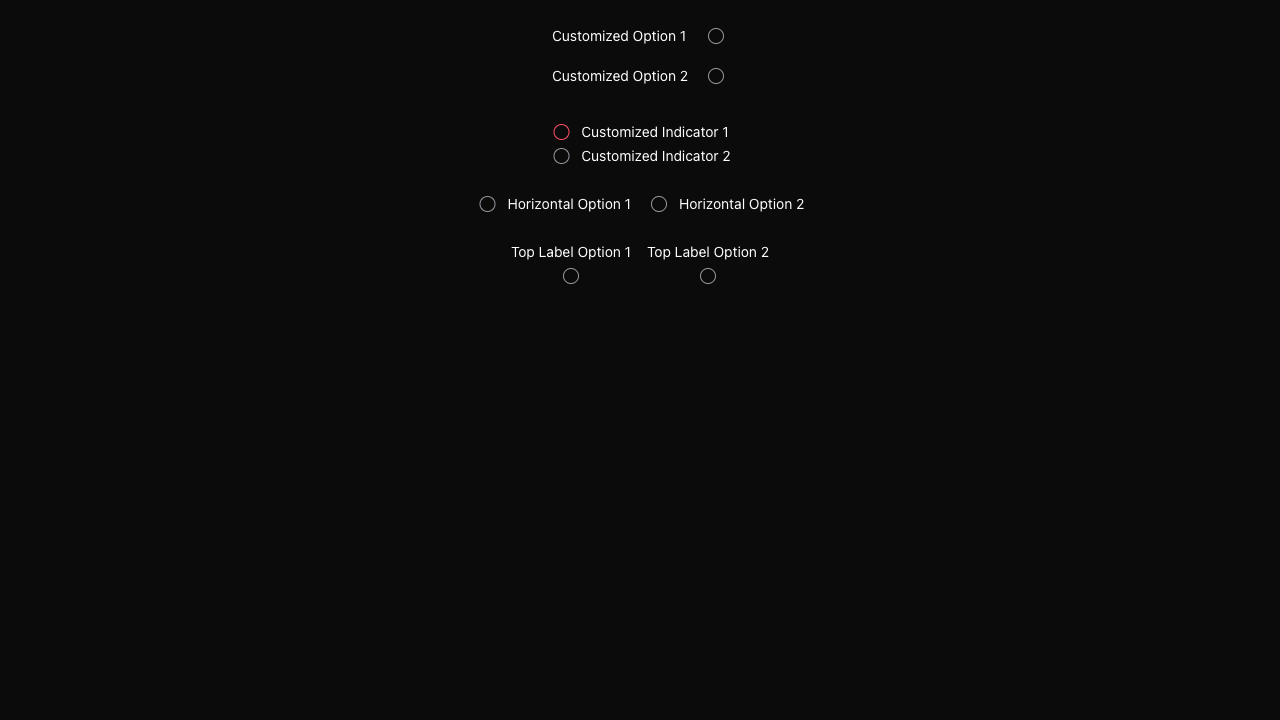 Customized Option 1
Customized Option 2
Customized Indicator 1
Customized Indicator 2
Horizontal Option 1 Horizontal Option 2
Top Label Option 1 Top Label Option 2